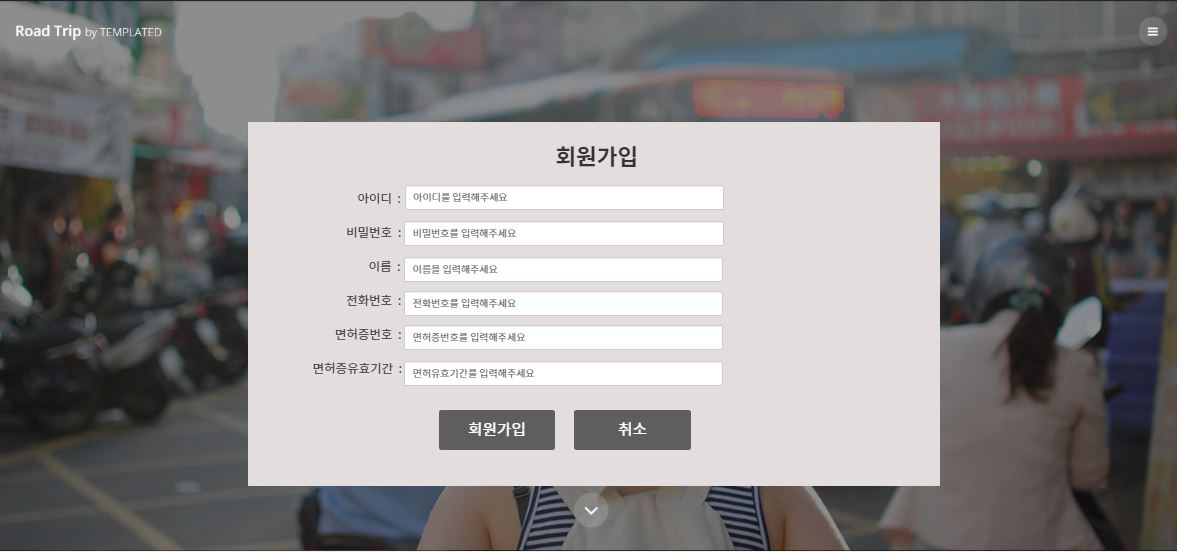 Road Trip by TEMPLATED
회원가입
아이디 : 아이디를 입력해주세요
비밀번호 : 비밀번호를 입력해주세요
이름 : 이름을 입력해주세요
전화번호 : 전화번호를 입력해주세요
면허증번호 : 면허증번호를 입력해주세요
면허증유효기간 : 면허유효기간를 입력해주세요
회원가입 취소